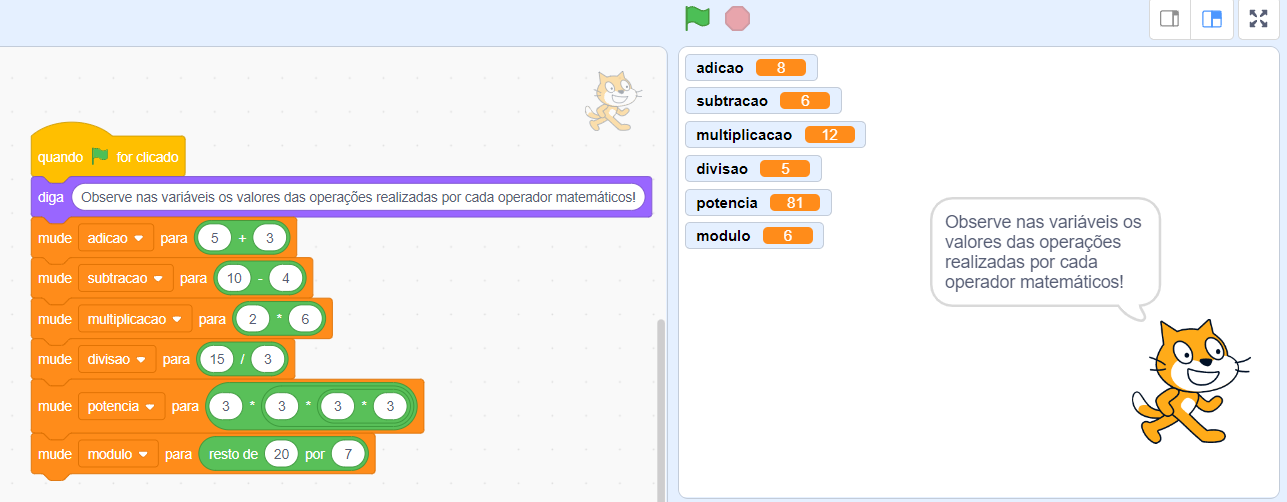 quando for clicado
diga Observe nas variáveis os valores das operações realizadas por cada operador matemáticos!
mude adicao para 5 + 3
mude subtracao para 10 - 4
mude multiplicacao para 2 * 6
mude divisao para 15 / 3
mude potencia para 3 * 3 * 3 * 3
mude modulo para resto de 20 por 7
adicao 8
subtracao 6
multiplicacao 12
divisao 5
potencia 81
modulo 6
Observe nas variáveis os
valores das operações
realizadas por cada
operador matemáticos!